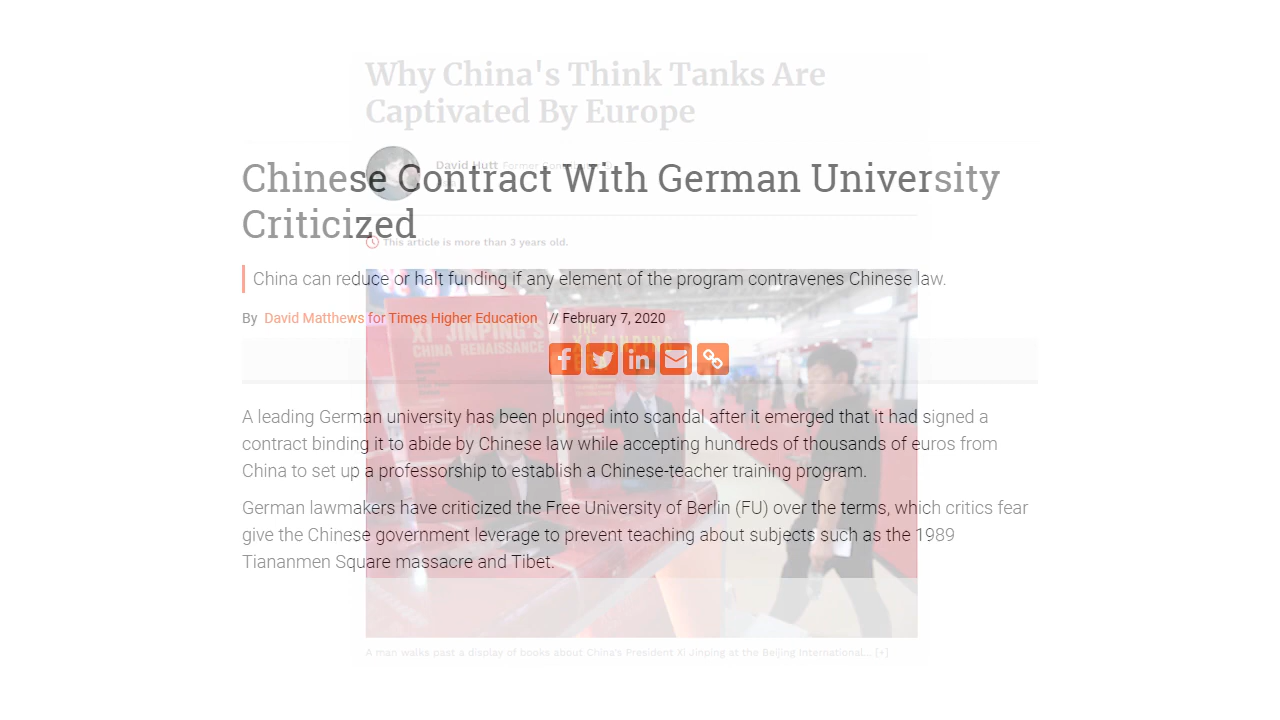 Why China's Think Tanks Are
Captivated By Europe
David Hutt Former Contributor
Chinese Contract With German University
Criticized
This article is more than 3 years old.
China can reduce or halt funding if any element of the program contravenes Chinese law.
By David Matthews for Times Higher Education // February 7, 2020
XI JINPING'S
CHINA RENAISSANCE
A leading German university has been plunged into scandal after it emerged that it had signed a
contract binding it to abide by Chinese law while accepting hundreds of thousands of euros from
China to set up a professorship to establish a Chinese-teacher training program.
German lawmakers have criticized the Free University of Berlin (FU) over the terms, which critics fear
give the Chinese government leverage to prevent teaching about subjects such as the 1989
Tiananmen Square massacre and Tibet.
A man walks past a display of books about China's President Xi Jinping at the Beijing International... [+]